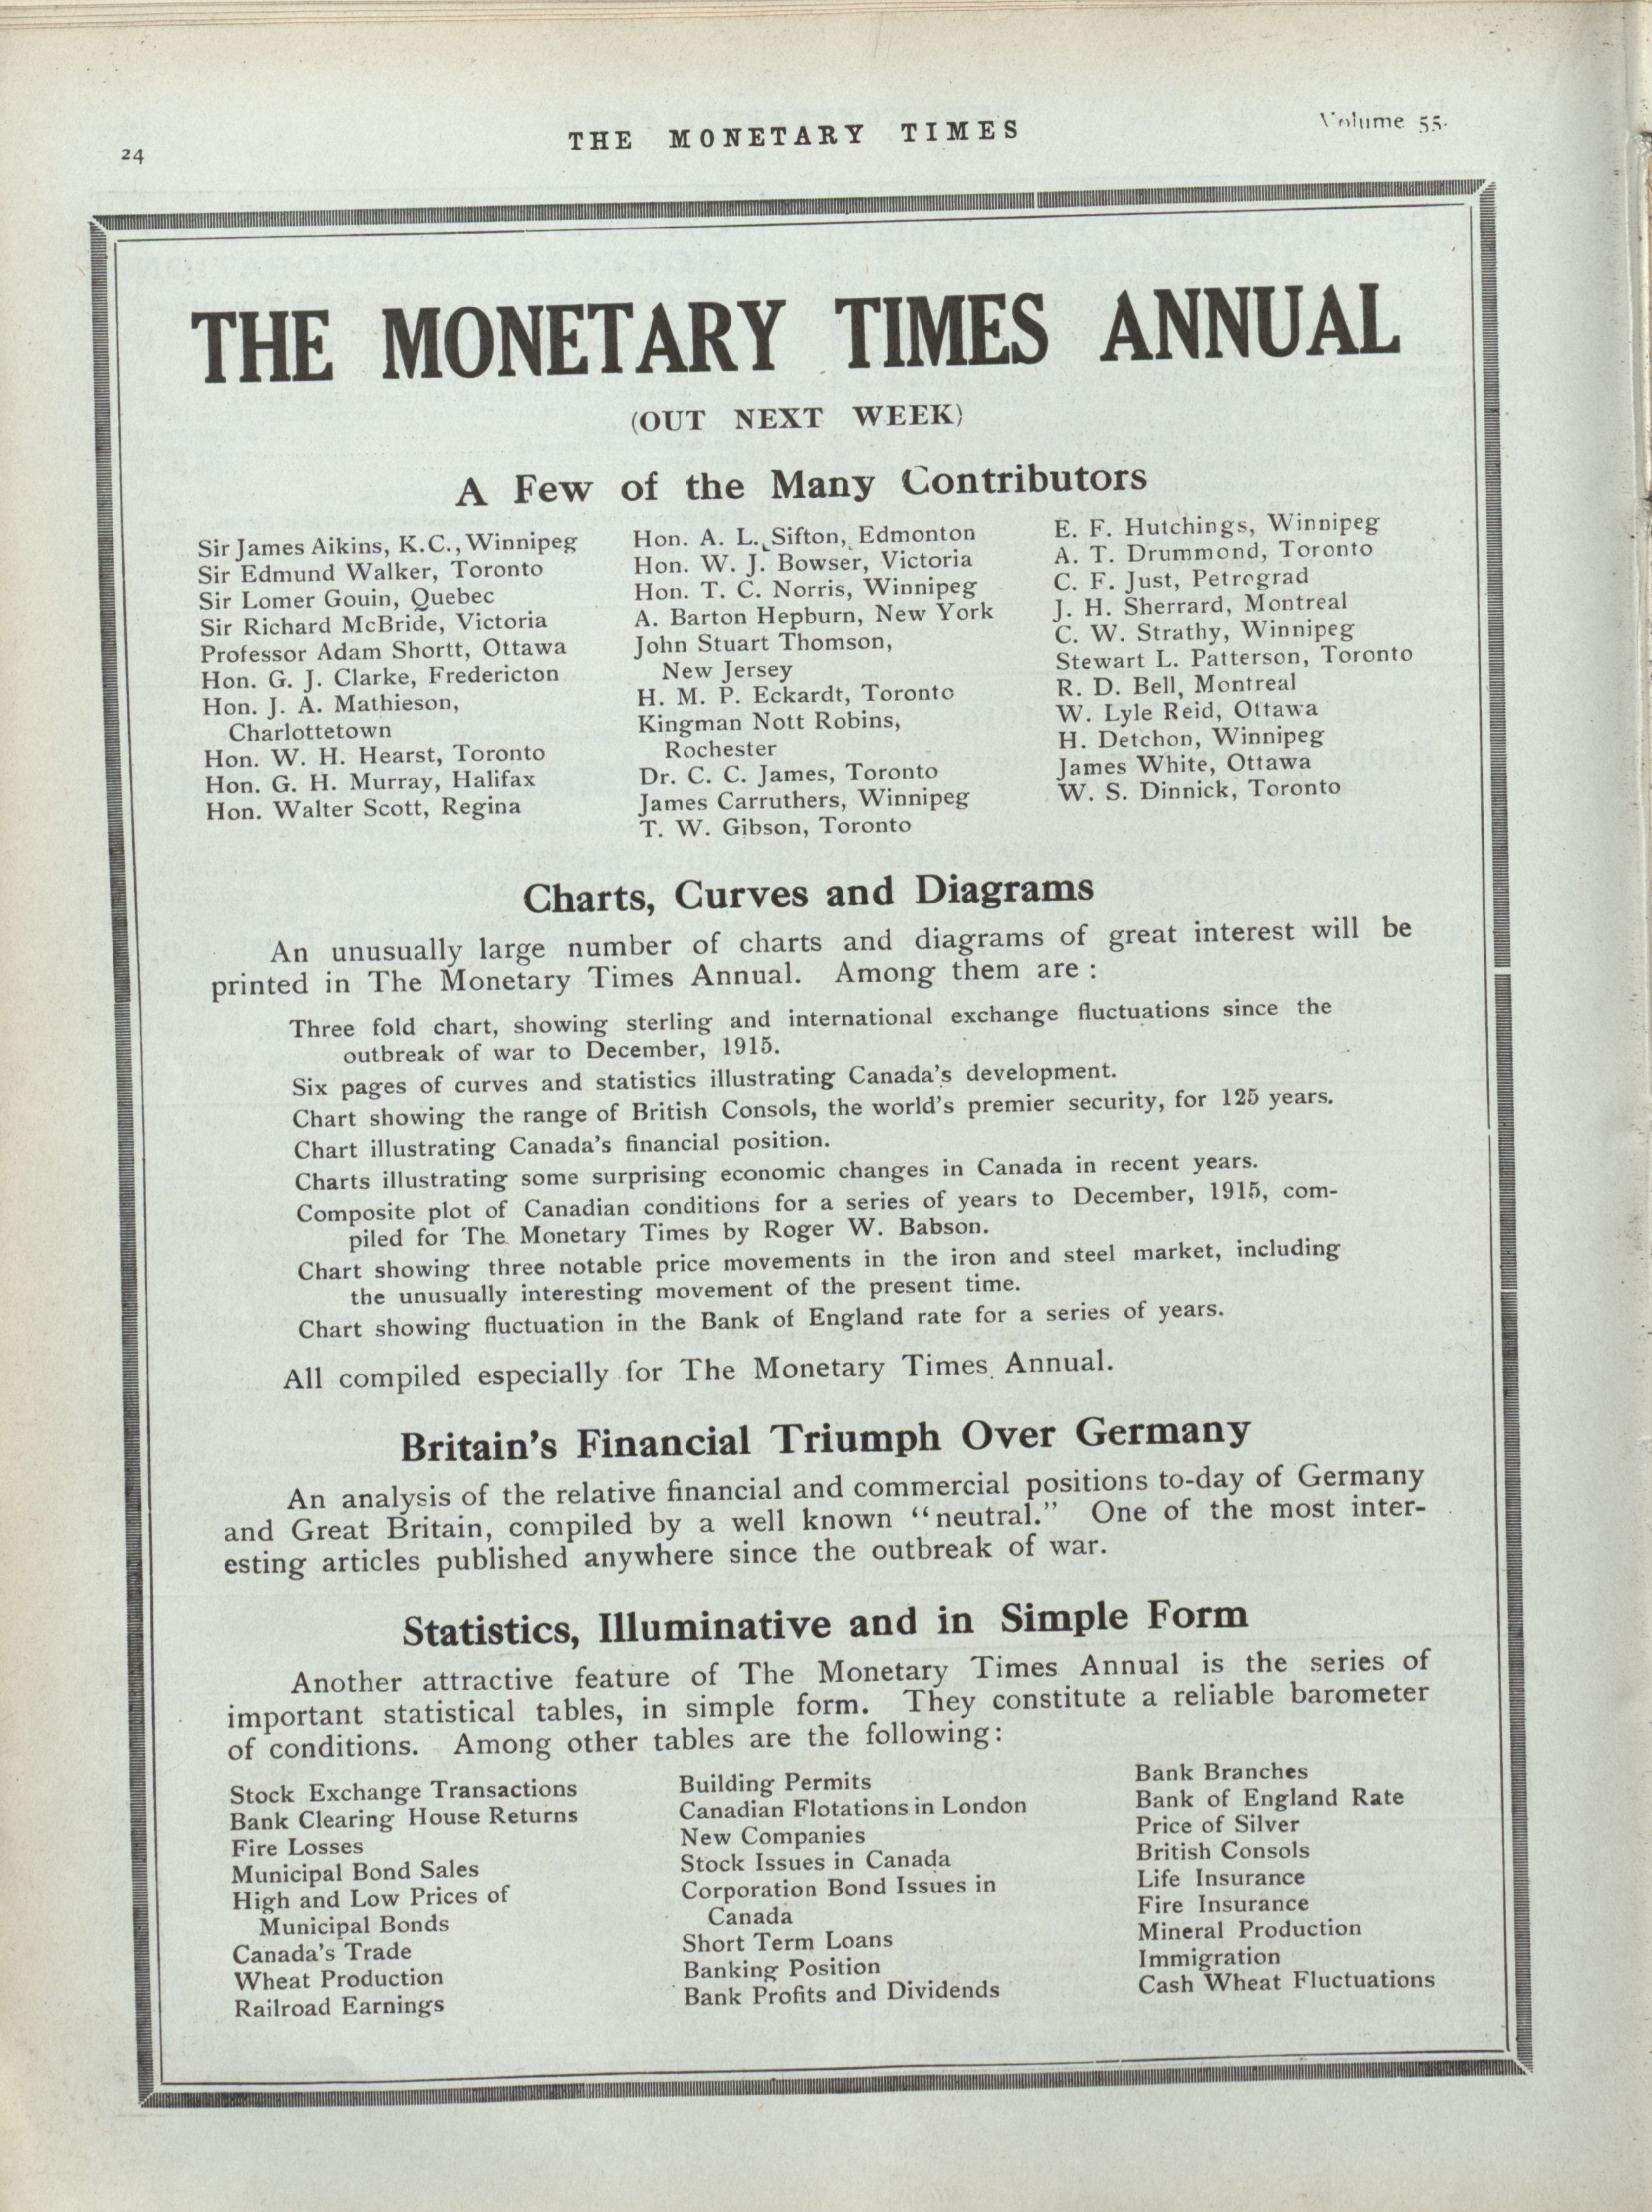 24
THE MONETARY TIMES
Volume 55.
THE MONETARY TIMES ANNUAL
(OUT NEXT WEEK)
A Few of the Many Contributors
Sir James Aikins, K.C., Winnipeg
Sir Edmund Walker, Toronto
Sir Lomer Gouin, Quebec
Sir Richard McBride, Victoria
Professor Adam Shortt, Ottawa
Hon. G. J. Clarke, Fredericton
Hon. J. A. Mathieson,
Charlottetown
Hon. W. H. Hearst, Toronto
Hon. G. H. Murray, Halifax
Hon. Walter Scott, Regina
Hon. A. L. Sifton, Edmonton
Hon. W. J. Bowser, Victoria
Hon. T. C. Norris, Winnipeg
A. Barton Hepburn, New York
John Stuart Thomson,
New Jersey
H. M. P. Eckardt, Toronto
Kingman Nott Robins,
Rochester
Dr. C. C. James, Toronto
James Carruthers, Winnipeg
T. W. Gibson, Toronto
E. F. Hutchings, Winnipeg
A. T. Drummond, Toronto
C. F. Just, Petrograd
J. H. Sherrard, Montreal
C. W. Strathy, Winnipeg
Stewart L. Patterson, Toronto
R. D. Bell, Montreal
W. Lyle Reid, Ottawa
H. Detchon, Winnipeg
James White, Ottawa
W. S. Dinnick, Toronto
Charts, Curves and Diagrams
An unusually large number of charts and diagrams of great interest will be
printed in The Monetary Times Annual. Among them are:
Three fold chart, showing sterling and international exchange fluctuations since the
outbreak of war to December, 1915.
Six pages of curves and statistics illustrating Canada's development.
Chart showing the range of British Consols, the world's premier security, for 125 years.
Chart illustrating Canada's financial position.
Charts illustrating some surprising economic changes in Canada in recent years.
Composite plot of Canadian conditions for a series of years to December, 1915, com-
piled for The Monetary Times by Roger W. Babson.
Chart showing three notable price movements in the iron and steel market, including
the unusually interesting movement of the present time.
Chart showing fluctuation in the Bank of England rate for a series of years.
All compiled especially for The Monetary Times Annual.
Britain's Financial Triumph Over Germany
An analysis of the relative financial and commercial positions to-day of Germany
and Great Britain, compiled by a well known "neutral." One of the most inter-
esting articles published anywhere since the outbreak of war.
Statistics, Illuminative and in Simple Form
Another attractive feature of The Monetary Times Annual is the series of
important statistical tables, in simple form. They constitute a reliable barometer
of conditions. Among other tables are the following:
Stock Exchange Transactions
Bank Clearing House Returns
Fire Losses
Municipal Bond Sales
High and Low Prices of
Municipal Bonds
Canada's Trade
Wheat Production
Railroad Earnings
Building Permits
Canadian Flotations in London
New Companies
Stock Issues in Canada
Corporation Bond Issues in
Canada
Short Term Loans
Banking Position
Bank Profits and Dividends
Bank Branches
Bank of England Rate
Price of Silver
British Consols
Life Insurance
Fire Insurance
Mineral Production
Immigration
Cash Wheat Fluctuations